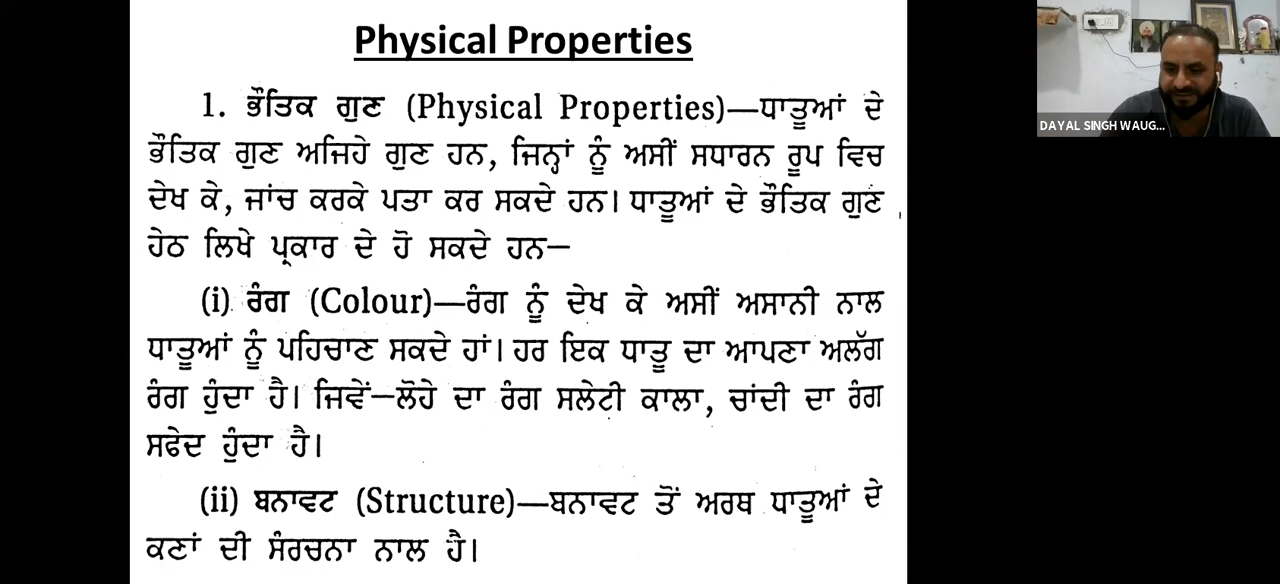 Physical Properties
1. ਭੌਤਿਕ ਗੁਣ (Physical Properties)—ਧਾਤੂਆਂ ਦੇ
ਭੌਤਿਕ ਗੁਣ ਅਜਿਹੇ ਗੁਣ ਹਨ, ਜਿਨ੍ਹਾਂ ਨੂੰ ਅਸੀਂ ਸਧਾਰਨ ਰੂਪ ਵਿਚ
ਦੇਖ ਕੇ, ਜਾਂਚ ਕਰਕੇ ਪਤਾ ਕਰ ਸਕਦੇ ਹਨ। ਧਾਤੂਆਂ ਦੇ ਭੌਤਿਕ ਗੁਣ
ਹੇਠ ਲਿਖੇ ਪ੍ਰਕਾਰ ਦੇ ਹੋ ਸਕਦੇ ਹਨ—
(i) ਰੰਗ (Colour)—ਰੰਗ ਨੂੰ ਦੇਖ ਕੇ ਅਸੀਂ ਅਸਾਨੀ ਨਾਲ
ਧਾਤੂਆਂ ਨੂੰ ਪਹਿਚਾਣ ਸਕਦੇ ਹਾਂ। ਹਰ ਇਕ ਧਾਤੂ ਦਾ ਆਪਣਾ ਅਲੱਗ
ਰੰਗ ਹੁੰਦਾ ਹੈ। ਜਿਵੇਂ—ਲੋਹੇ ਦਾ ਰੰਗ ਸਲੇਟੀ ਕਾਲਾ, ਚਾਂਦੀ ਦਾ ਰੰਗ
ਸਫੇਦ ਹੁੰਦਾ ਹੈ।
(ii) ਬਨਾਵਟ (Structure)—ਬਨਾਵਟ ਤੋਂ ਅਰਥ ਧਾਤੂਆਂ ਦੇ
ਕਣਾਂ ਦੀ ਸੰਰਚਨਾ ਨਾਲ ਹੈ।
DAYAL SINGH WAUG...